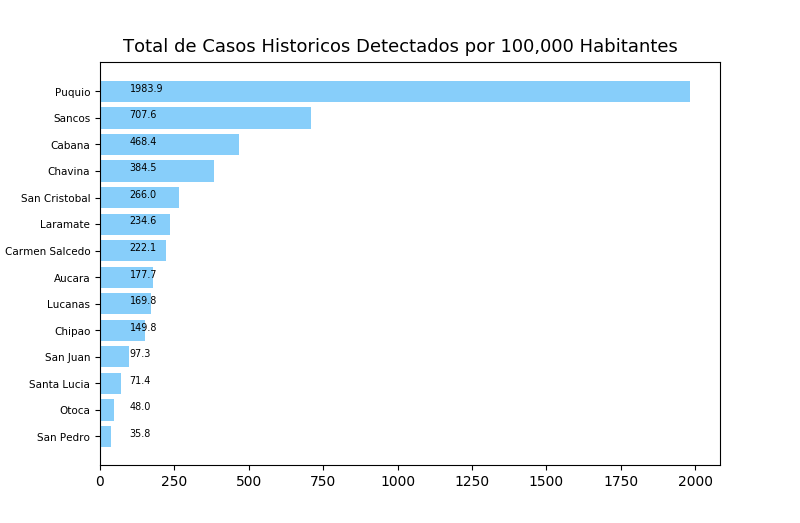 Total de Casos Historicos Detectados por 100,000 Habitantes
Puquio 1983.9
Sancos 707.6
Cabana 468.4
Chavina 384.5
San Cristobal 266.0
Laramate 234.6
Carmen Salcedo 222.1
Aucara 177.7
Lucanas 169.8
Chipao 149.8
San Juan 97.3
Santa Lucia 71.4
Otoca 48.0
San Pedro 35.8
0 250 500 750 1000 1250 1500 1750 2000